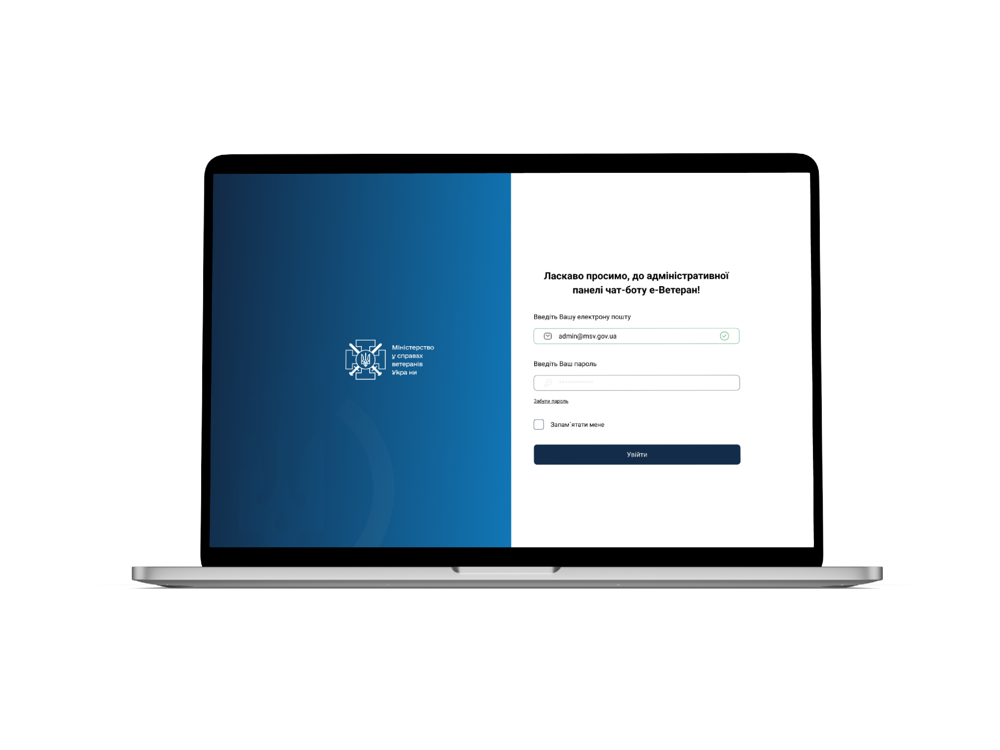 Міністерство
у справах
ветеранів
Укра ни
Ласкаво просимо, до адміністративної
панелі чат-боту е-Ветеран!
Введіть Вашу електрону пошту
admin@msv.gov.ua
Введіть Ваш пароль
************
Забули пароль
Запам`ятати мене
Увійти